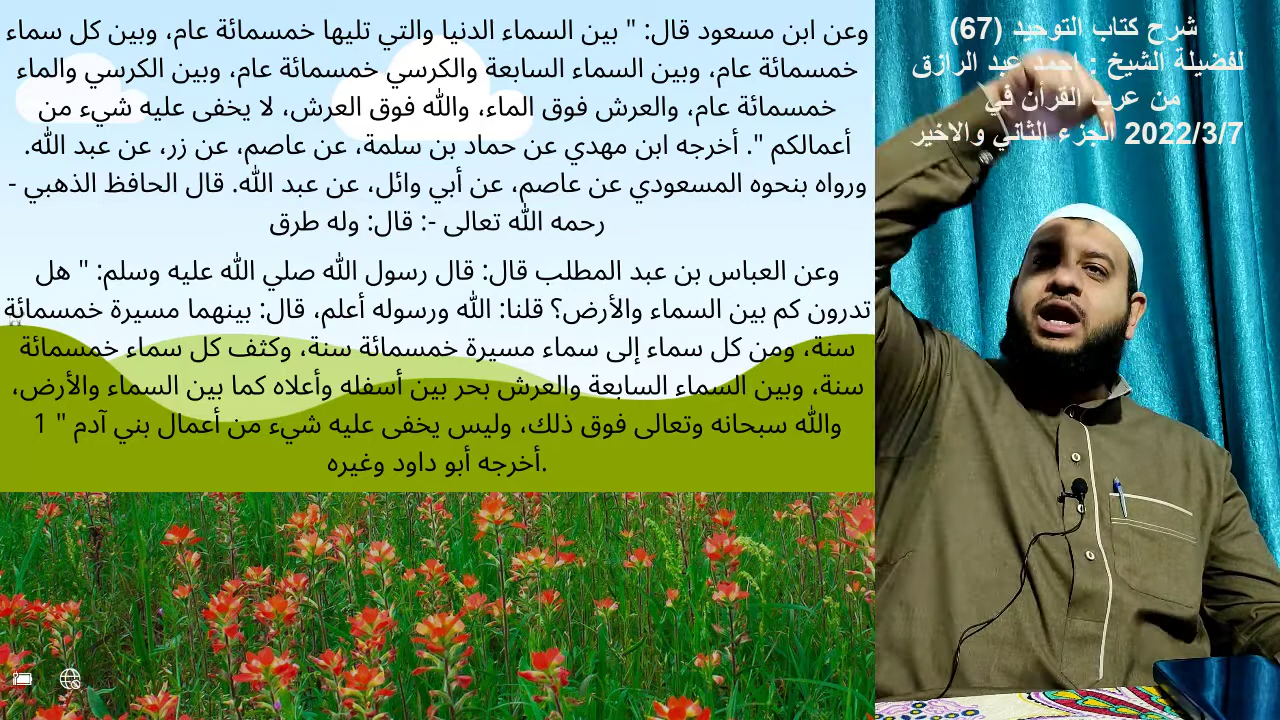 شرح كتاب التوحيد (67)
لفضيلة الشيخ : احمد عبد الرازق
من عرب القرأن في
2022/3/7 الجزء الثاني والاخير
وعن ابن مسعود قال: " بين السماء الدنيا والتي تليها خمسمائة عام، وبين كل سماء
خمسمائة عام، وبين السماء السابعة والكرسي خمسمائة عام، وبين الكرسي والماء
خمسمائة عام، والعرش فوق الماء، والله فوق العرش، لا يخفى عليه شيء من
أعمالكم ". أخرجه ابن مهدي عن حماد بن سلمة، عن عاصم، عن زر، عن عبد الله.
ورواه بنحوه المسعودي عن عاصم، عن أبي وائل، عن عبد الله. قال الحافظ الذهبي -
رحمه الله تعالى -: قال: وله طرق
وعن العباس بن عبد المطلب قال: قال رسول الله صلي الله عليه وسلم: " هل
تدرون كم بين السماء والأرض؟ قلنا: الله ورسوله أعلم، قال: بينهما مسيرة خمسمائة
سنة، ومن كل سماء إلى سماء مسيرة خمسمائة سنة، وكثف كل سماء خمسمائة
سنة، وبين السماء السابعة والعرش بحر بين أسفله وأعلاه كما بين السماء والأرض،
والله سبحانه وتعالى فوق ذلك، وليس يخفى عليه شيء من أعمال بني آدم " 1
.أخرجه أبو داود وغيره